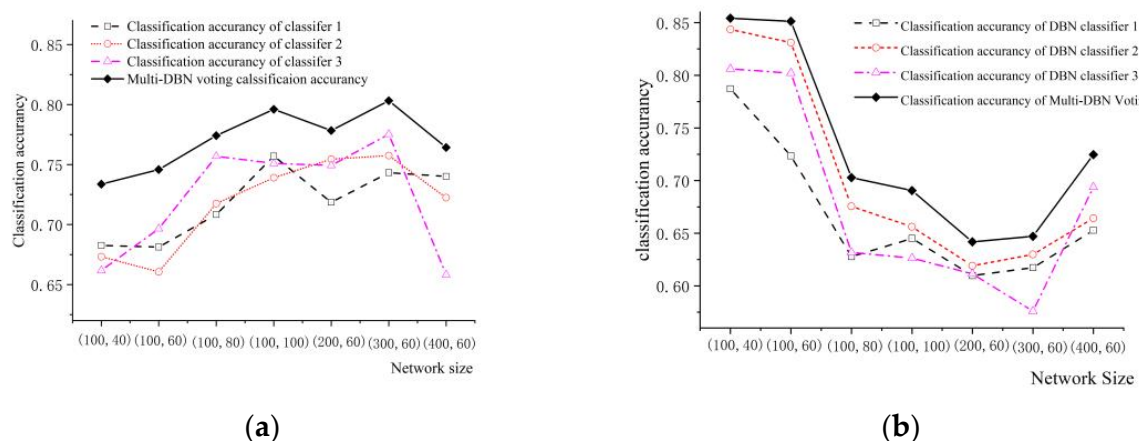 Classification accurancy of classifer 1
Classification accurancy of classifer 2
Classification accurancy of classifer 3
Multi-DBN voting calssificaion accurancy
0.85
0.80
0.75
0.70
0.65
Classification accurancy
(100, 40) (100, 60) (100, 80) (100, 100) (200, 60) (300, 60) (400, 60)
Network size
(a)
Classification accurancy of DBN classifier 1
Classification accurancy of DBN classifier 2
Classification accurancy of DBN classifier 3
Classification accurancy of Multi-DBN Voti
0.85
0.80
0.75
0.70
0.65
0.60
classification accurancy
(100, 40) (100, 60) (100, 80) (100, 100) (200, 60) (300, 60) (400, 60)
Network Size
(b)